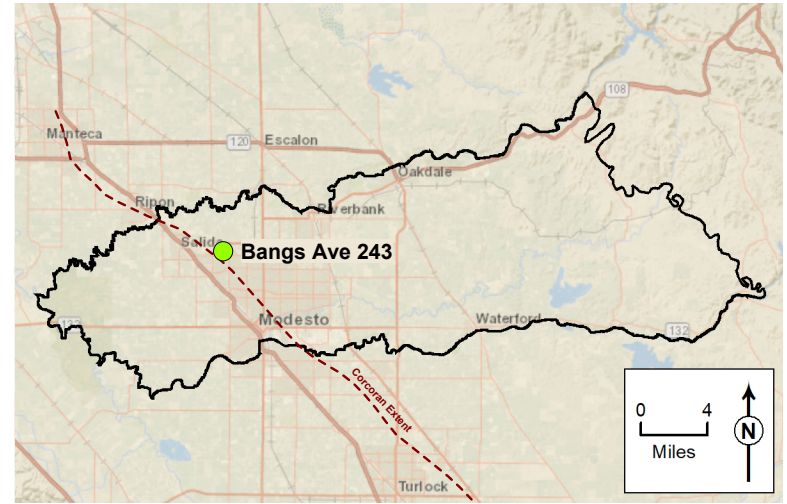 108
Manteca
120
Escalon
Oakdale
Ripon
Riverbank
Salida
Bangs Ave 243
132
Modesto
Waterford
132
Corcoran Extent
0 4
Miles
N
Turlock